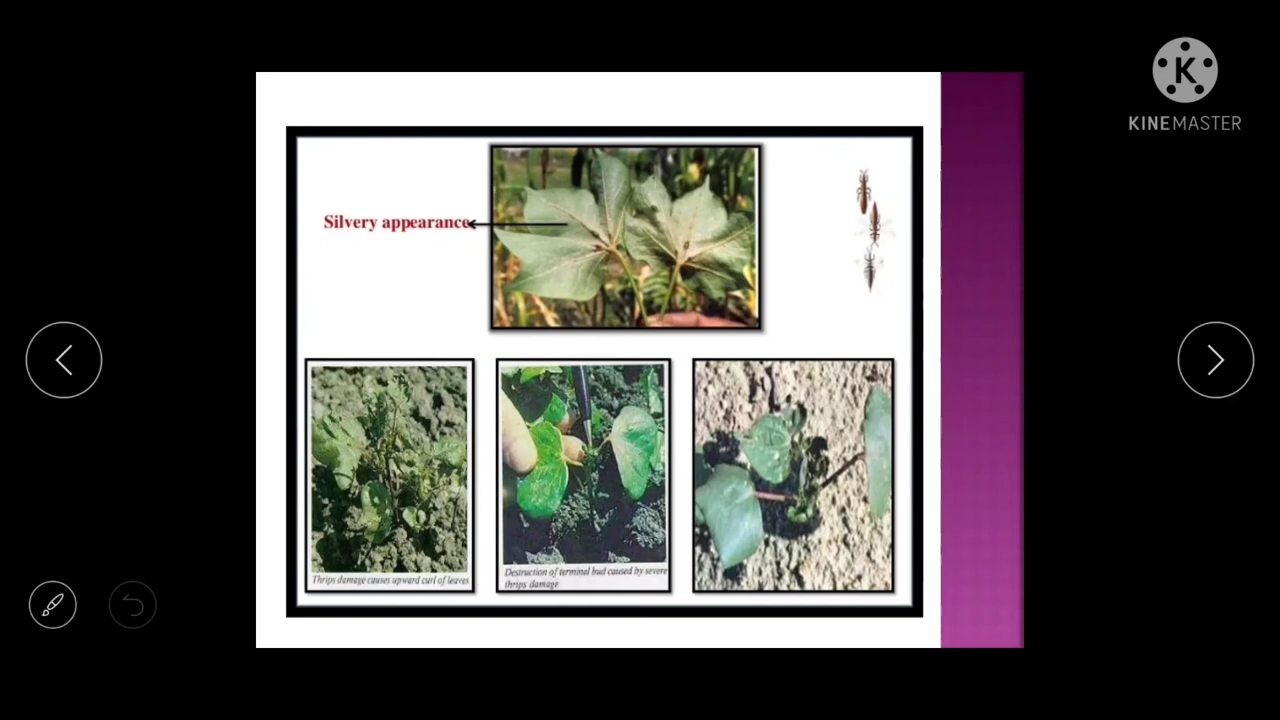 KINEMASTER
Silvery appearance
Thrips damage causes upward curl of leaves
Destruction of terminal bud caused by severe
thrips damage